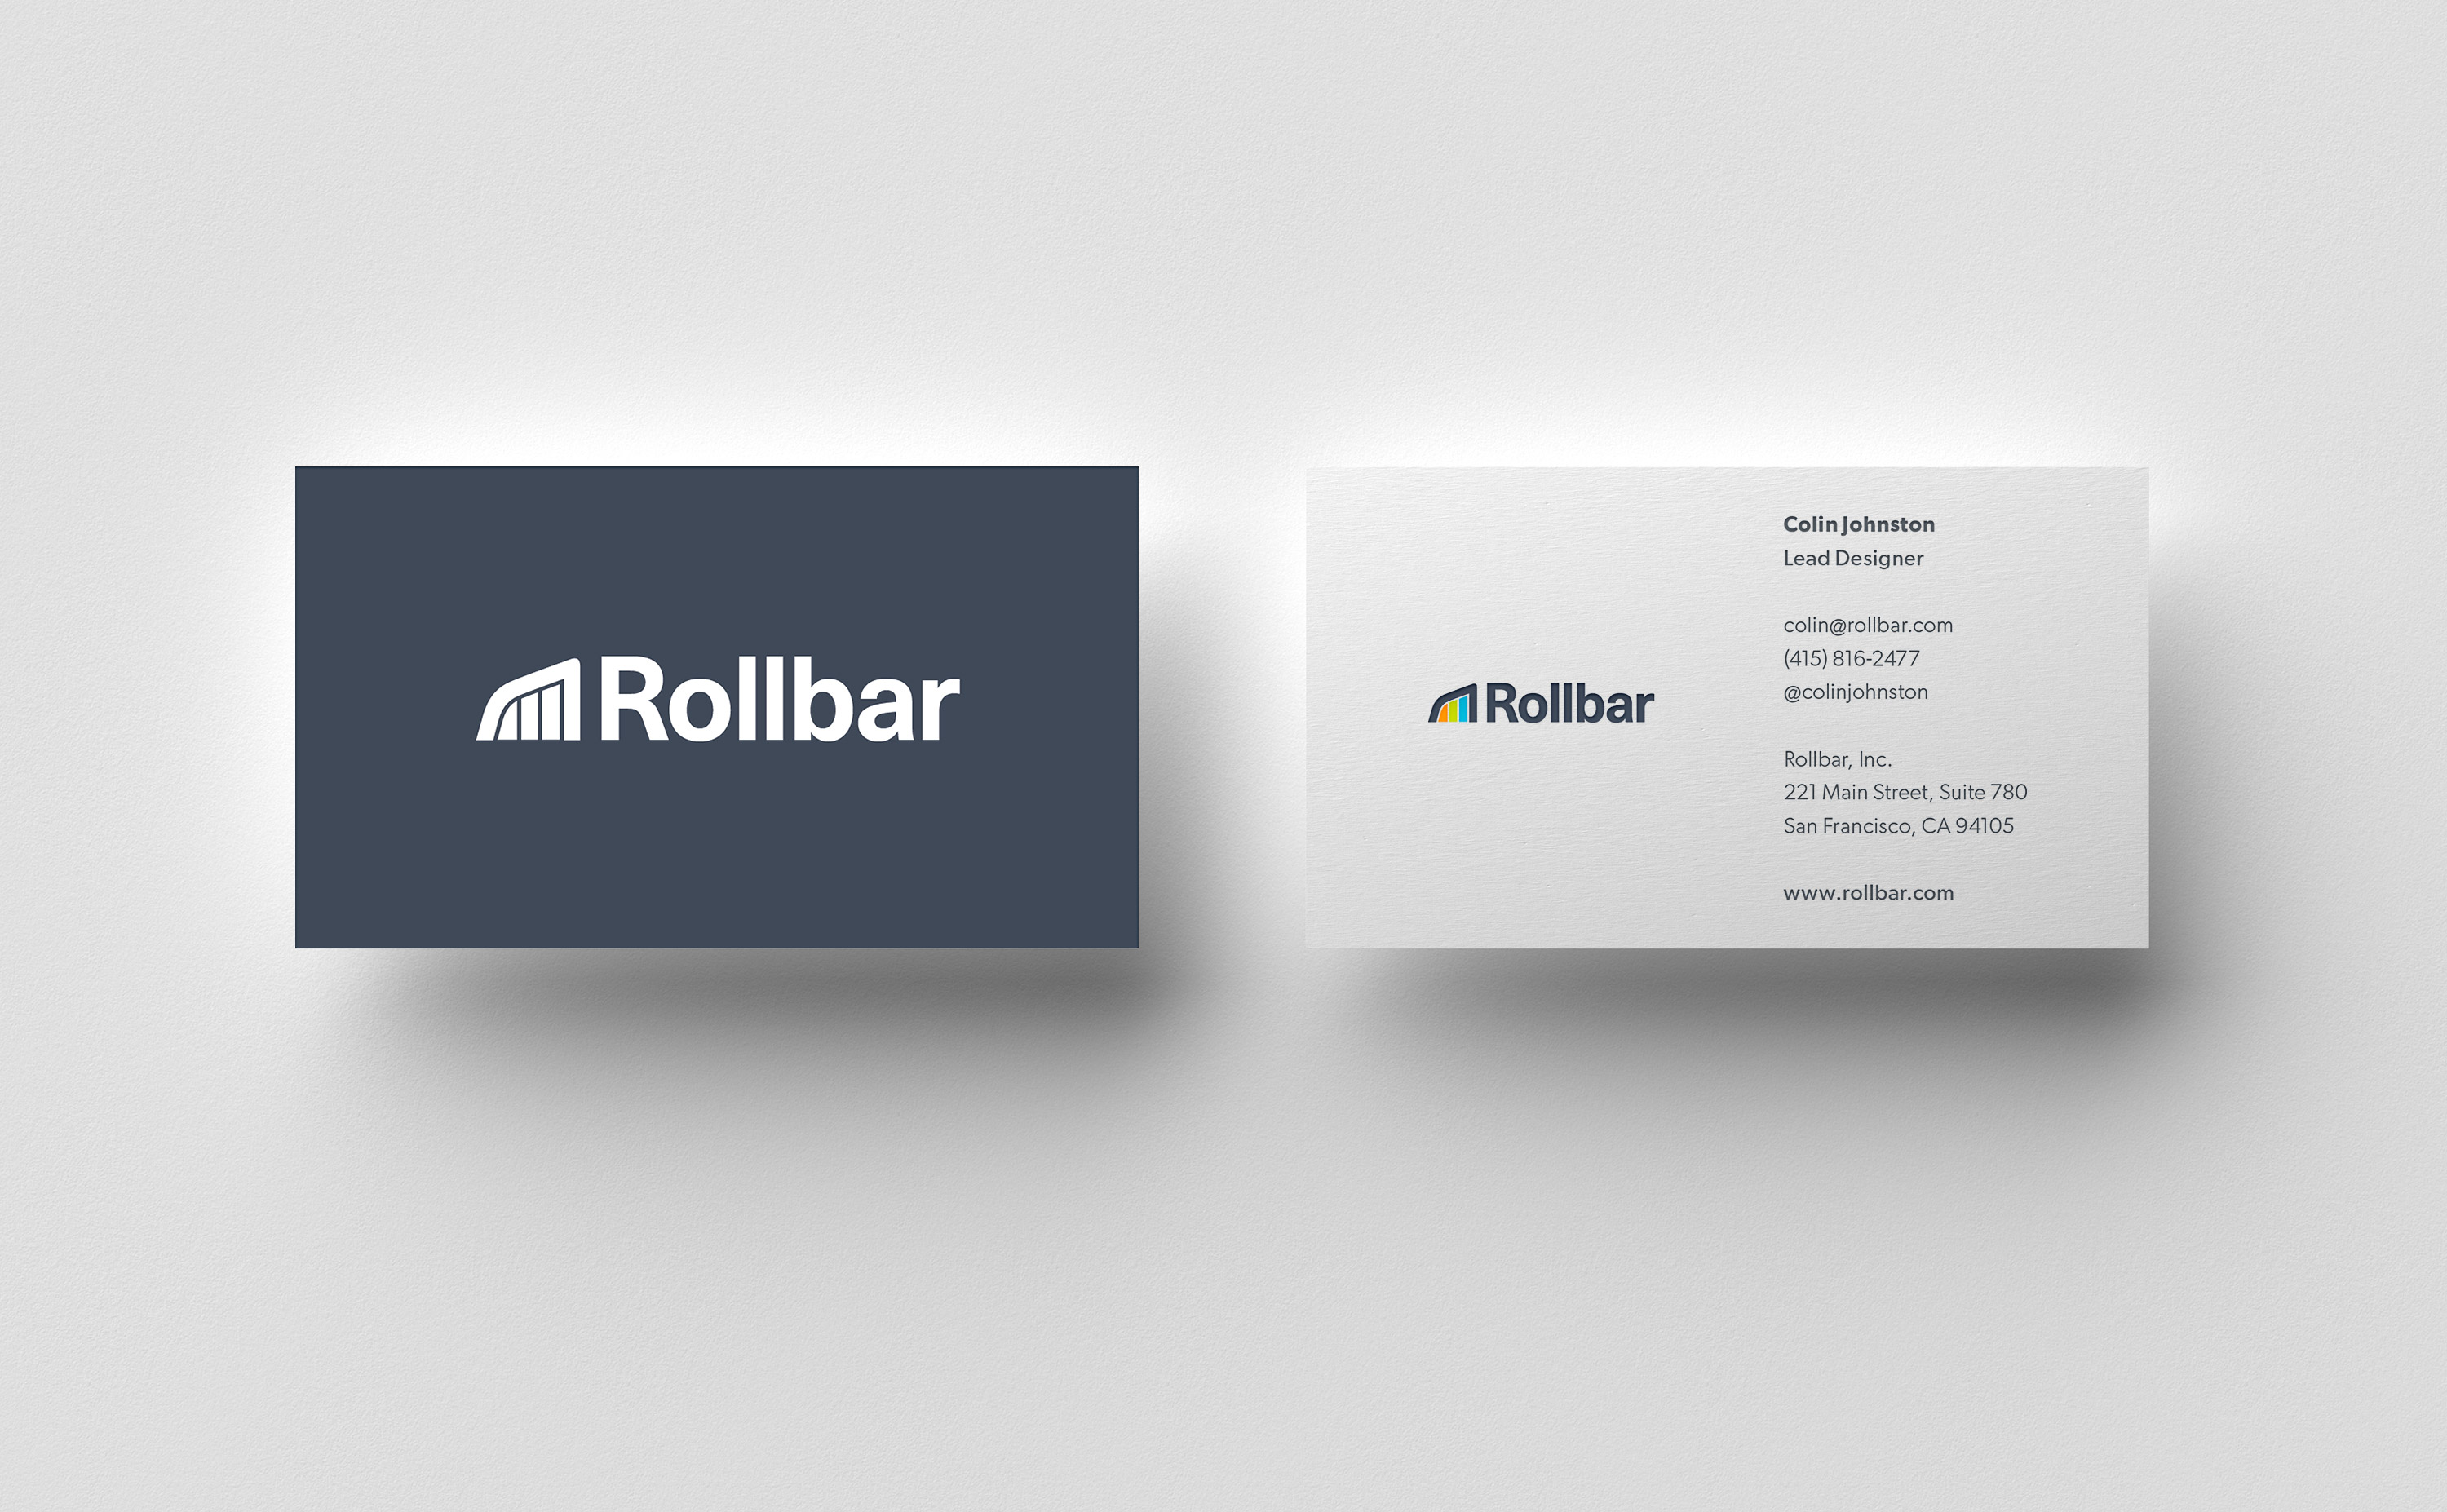 Rollbar
Rollbar
Colin Johnston
Lead Designer
colin@rollbar.com
(415) 816-2477
@colinjohnston
Rollbar, Inc.
221 Main Street, Suite 780
San Francisco, CA 94105
www.rollbar.com